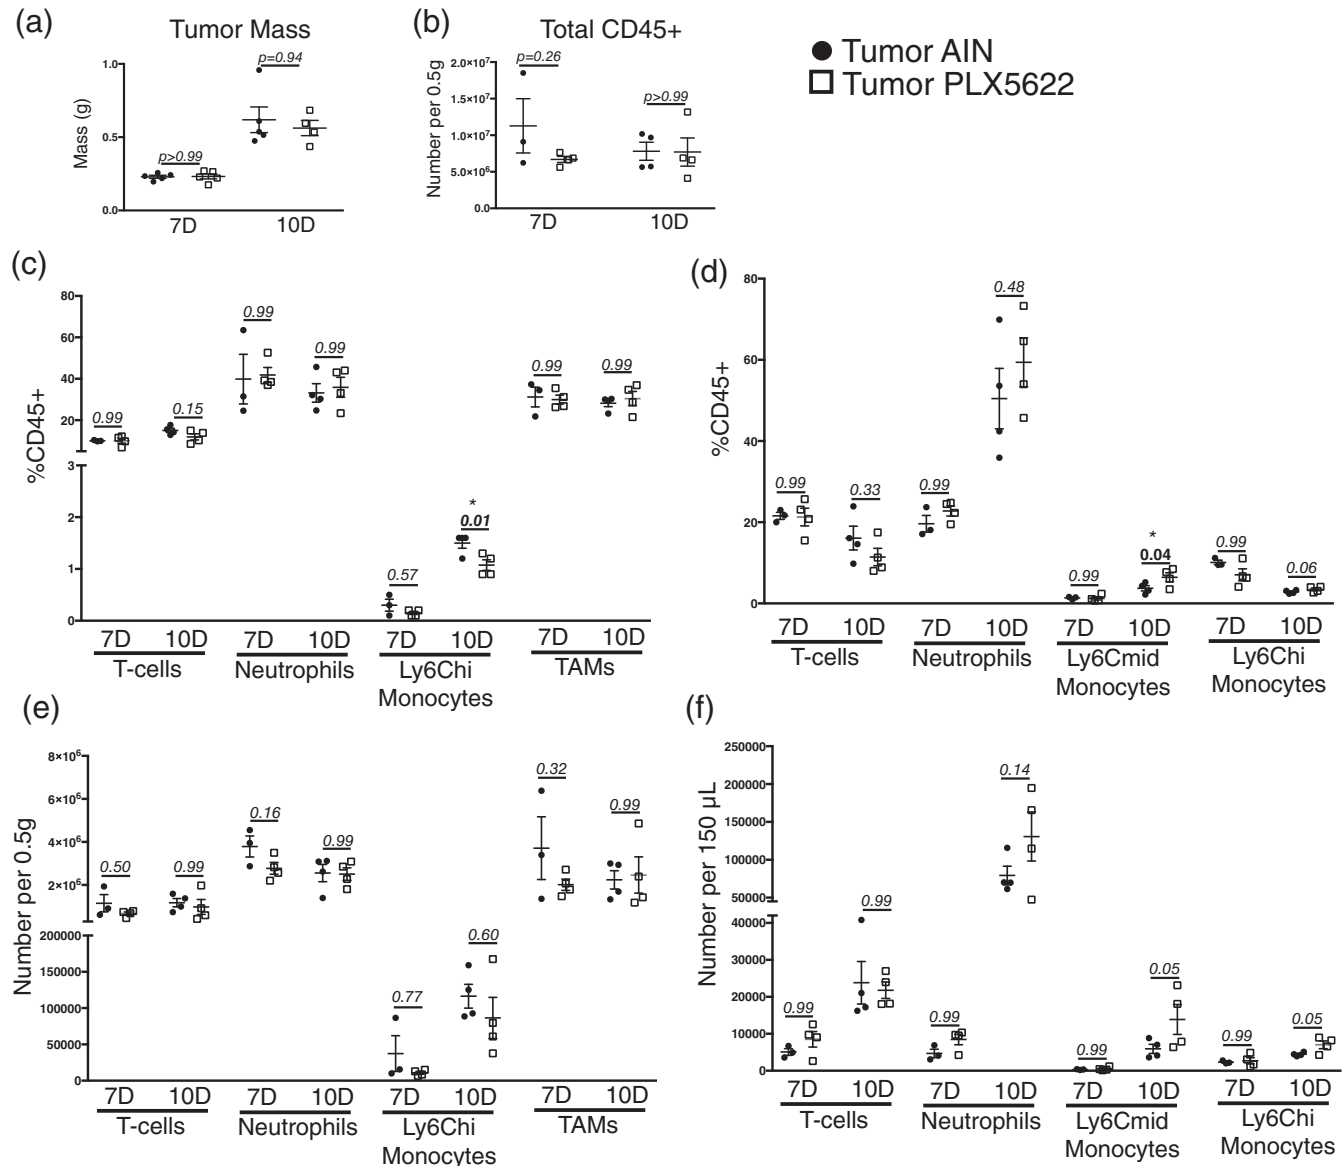 (a)
Tumor Mass
Mass (g)
1.0
0.5
0.0
p>0.99
p=0.94
7D 10D
(b)
Total CD45+
Number per 0.5g
2.0×10⁷
1.5×10⁷
1.0×10⁷
5.0×10⁶
0.0
p=0.26
p>0.99
7D 10D
Tumor AIN
Tumor PLX5622
(c)
%CD45+
80
60
40
20
3
2
1
0
0.99 0.15 0.99 0.99 0.57 * 0.01 0.99 0.99
7D 10D 7D 10D 7D 10D 7D 10D
T-cells Neutrophils Ly6Chi TAMs
Monocytes
(d)
%CD45+
80
60
40
20
0
0.99 0.33 0.99 0.48 0.99 * 0.04 0.99 0.06
7D 10D 7D 10D 7D 10D 7D 10D
T-cells Neutrophils Ly6Cmid Ly6Chi
Monocytes Monocytes
(e)
Number per 0.5g
8×10⁶
6×10⁶
4×10⁶
2×10⁶
200000
150000
100000
50000
0
0.50 0.99 0.16 0.99 0.77 0.60 0.32 0.99
7D 10D 7D 10D 7D 10D 7D 10D
T-cells Neutrophils Ly6Chi TAMs
Monocytes
(f)
Number per 150 µL
250000
200000
150000
100000
50000
40000
30000
20000
10000
0
0.99 0.99 0.99 0.14 0.99 0.05 0.99 0.05
7D 10D 7D 10D 7D 10D 7D 10D
T-cells Neutrophils Ly6Cmid Ly6Chi
Monocytes Monocytes